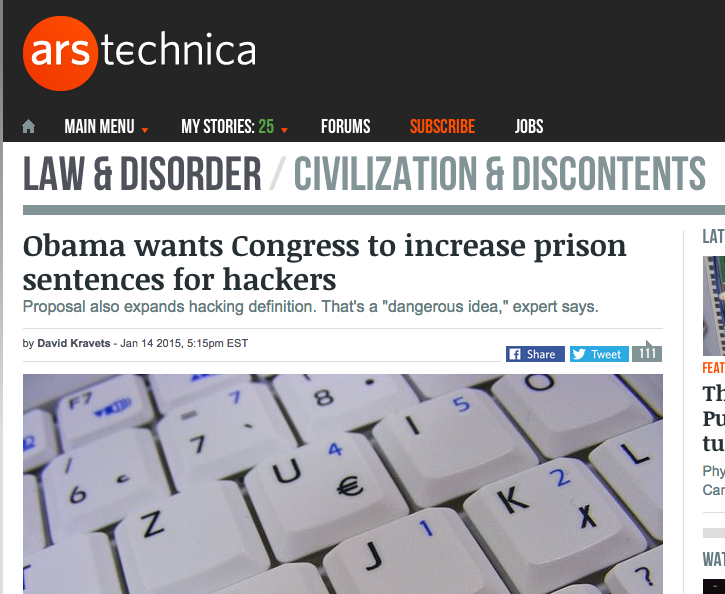 ars technica
MAIN MENU MY STORIES: 25 FORUMS SUBSCRIBE JOBS
LAW & DISORDER / CIVILIZATION & DISCONTENTS
Obama wants Congress to increase prison
sentences for hackers
Proposal also expands hacking definition. That's a "dangerous idea," expert says.
by David Kravets - Jan 14 2015, 5:15pm EST
Share Tweet 111
F7 7 8 I 5 O
/ 6 7 U 4 € K 2 L
Z J 1 X ?
LAT
FEAT
Th
Pu
tu
Phy
Car
WAT